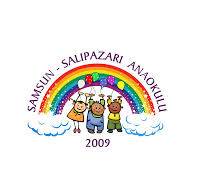 SAMSUN - SALIPAZARI ANAOKULU
2009